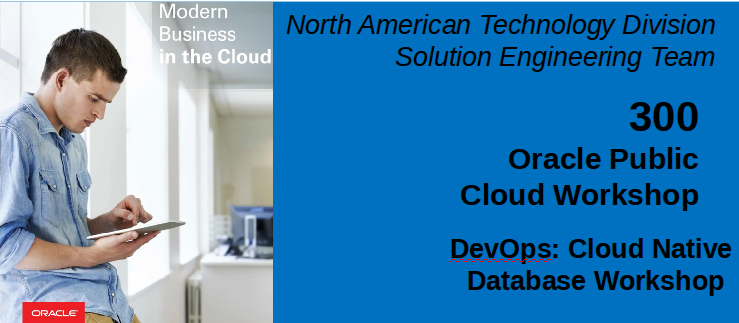 Modern
Business
in the Cloud
North American Technology Division
Solution Engineering Team
300
Oracle Public
Cloud Workshop
DevOps: Cloud Native
Database Workshop
ORACLE